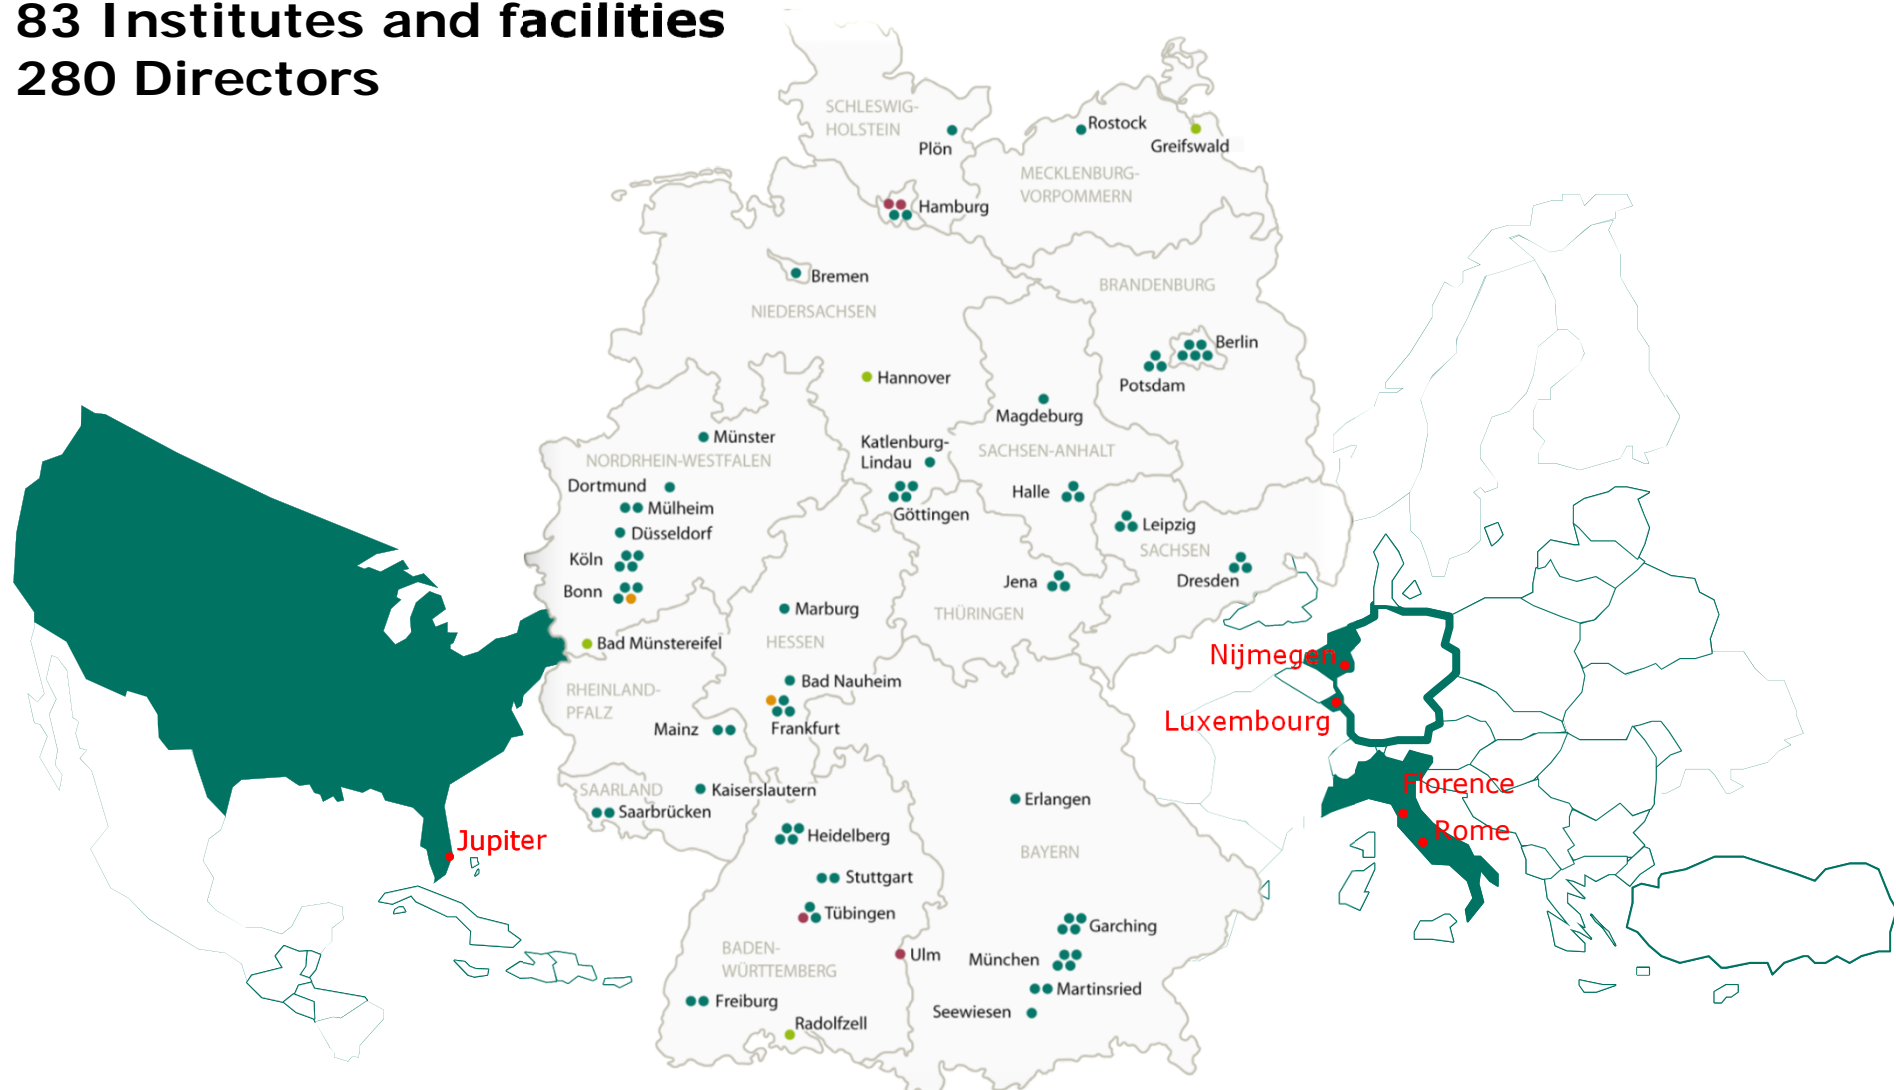 83 Institutes and facilities
280 Directors
SCHLESWIG-
HOLSTEIN
Plön
Rostock
Greifswald
MECKLENBURG-
VORPOMMERN
Hamburg
Bremen
NIEDERSACHSEN
BRANDENBURG
Berlin
Potsdam
Hannover
Magdeburg
Münster
NORDRHEIN-WESTFALEN
Katlenburg-
Lindau
SACHSEN-ANHALT
Dortmund
Mülheim
Halle
Göttingen
Düsseldorf
Leipzig
SACHSEN
Köln
Bonn
Jena
Dresden
Marburg
THÜRINGEN
HESSEN
Bad Münstereifel
Nijmegen
RHEINLAND-
PFALZ
Bad Nauheim
Mainz
Frankfurt
Luxembourg
SAARLAND
Kaiserslautern
Saarbrücken
Erlangen
Florence
Rome
Jupiter
Heidelberg
BAYERN
Stuttgart
Tübingen
Garching
BADEN-
WÜRTTEMBERG
Ulm
München
Martinsried
Freiburg
Seewiesen
Radolfzell